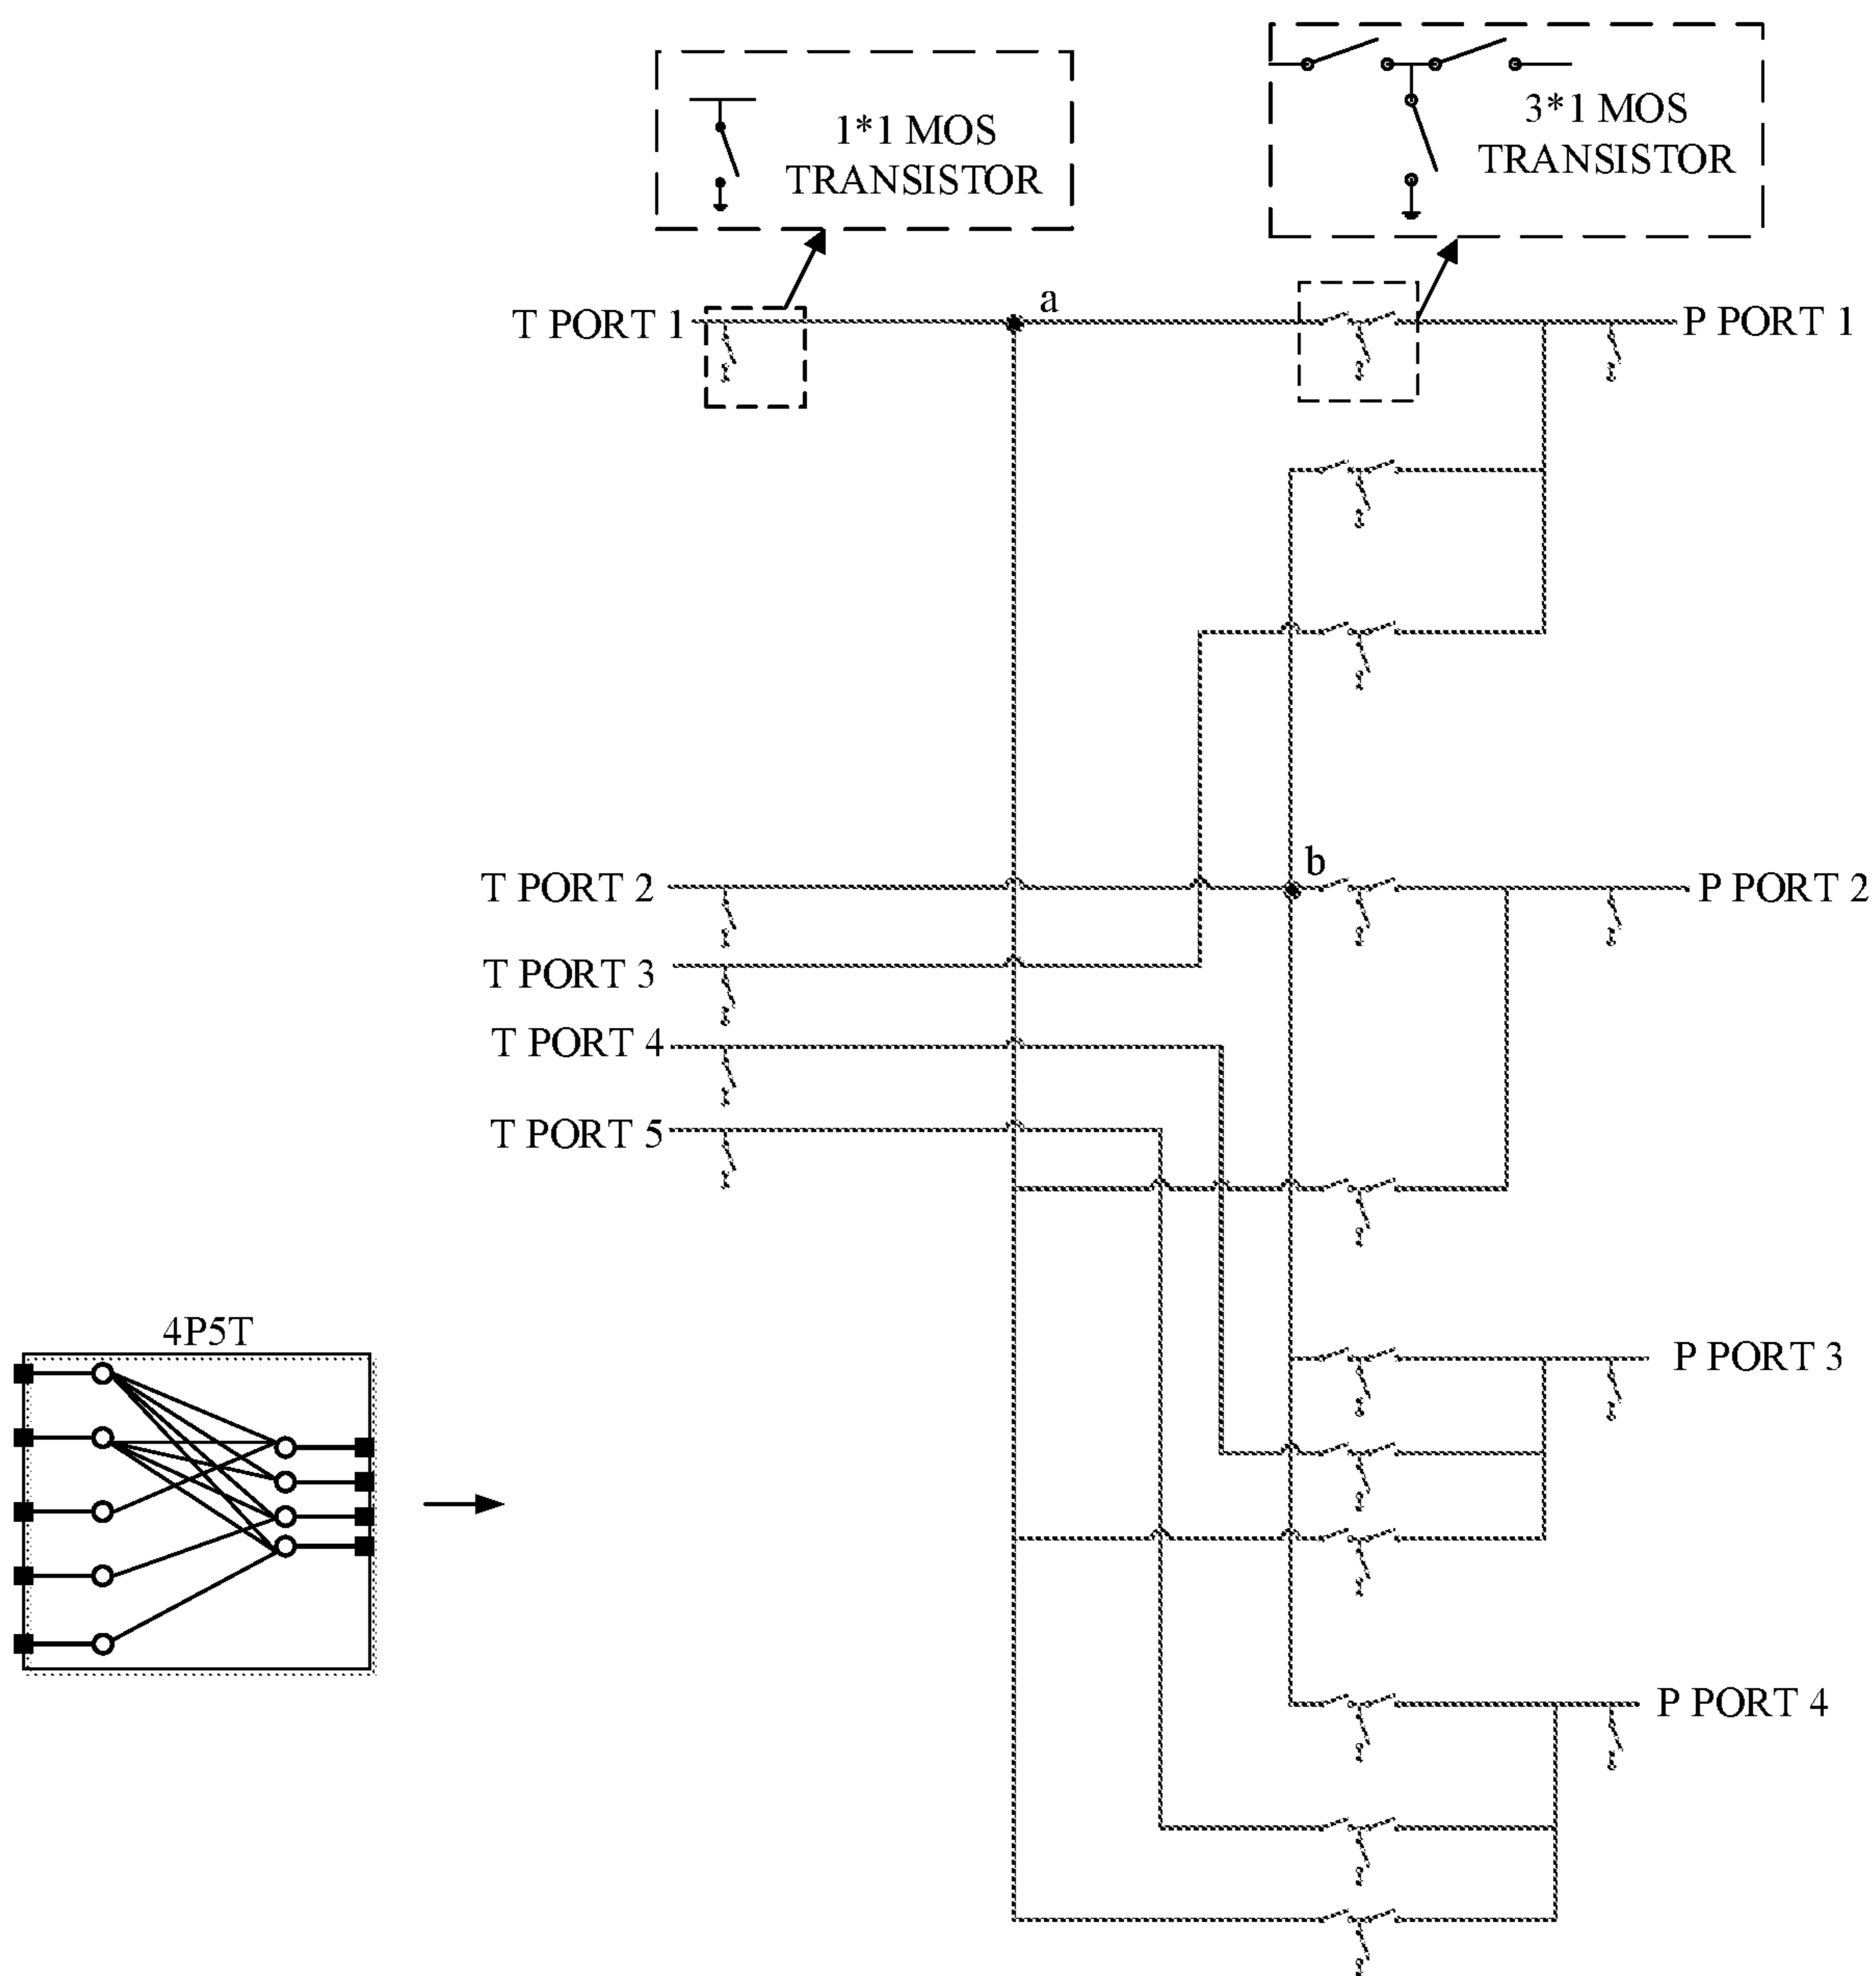 1*1 MOS
TRANSISTOR
3*1 MOS
TRANSISTOR
T PORT 1
a
P PORT 1
b
T PORT 2
P PORT 2
T PORT 3
T PORT 4
T PORT 5
4P5T
P PORT 3
P PORT 4